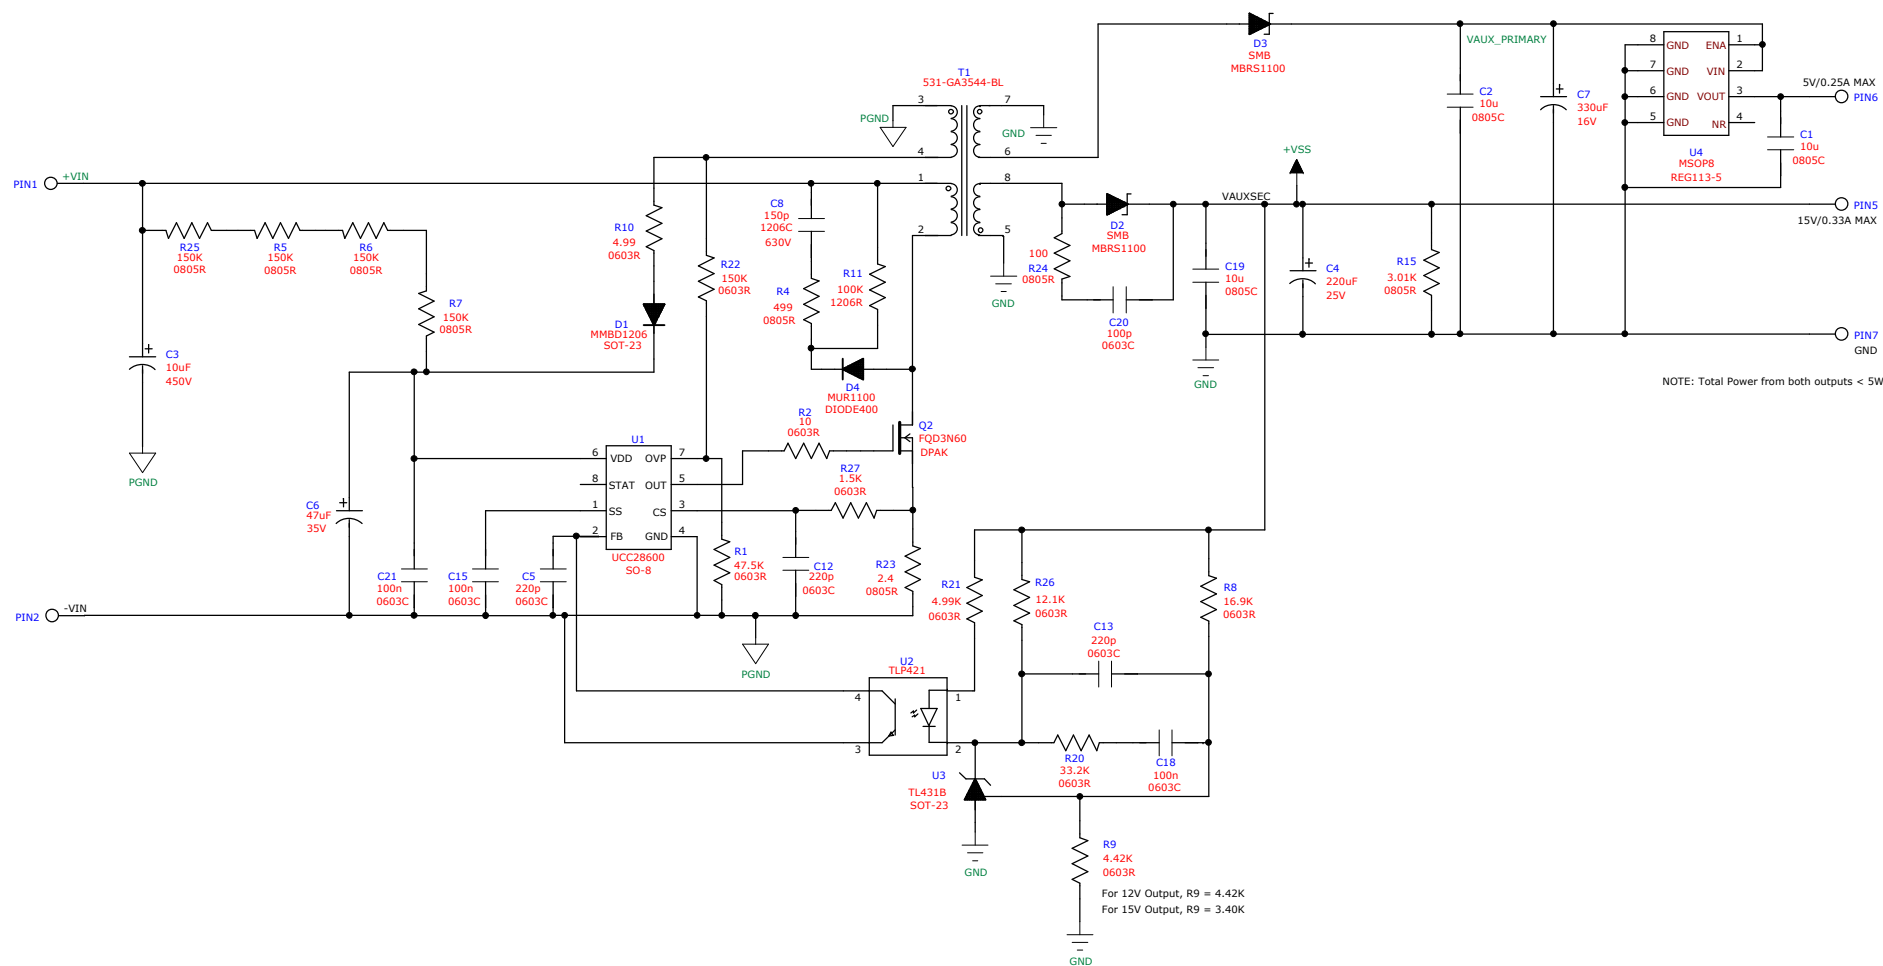 D3
SMB
MBRS1100
VAUX_PRIMARY
C2
10u
0805C
C7
330uF
16V
8 GND ENA 1
7 GND VIN 2
6 GND VOUT 3
5 GND NR 4
U4
MSOP8
REG113-5
5V/0.25A MAX
PIN6
C1
10u
0805C
T1
531-GA3544-BL
3
7
PGND
GND
4
6
1
8
2
5
GND
PIN1
+VIN
+VSS
VAUXSEC
PIN5
15V/0.33A MAX
D2
SMB
MBRS1100
100
R24
0805R
C20
100p
0603C
C19
10u
0805C
C4
220uF
25V
R15
3.01K
0805R
PIN7
GND
GND
NOTE: Total Power from both outputs < 5W
R25
150K
0805R
R5
150K
0805R
R6
150K
0805R
R7
150K
0805R
R10
4.99
0603R
R22
150K
0603R
C8
150p
1206C
630V
R4
499
0805R
R11
100K
1206R
D1
MMBD1206
SOT-23
D4
MUR1100
DIODE400
C3
10uF
450V
PGND
R2
10
0603R
Q2
FQD3N60
DPAK
R27
1.5K
0603R
U1
6 VDD OVP 7
8 STAT OUT 5
1 SS CS 3
2 FB GND 4
UCC28600
SO-8
C6
47uF
35V
C21
100n
0603C
C15
100n
0603C
C5
220p
0603C
R1
47.5K
0603R
C12
220p
0603C
R23
2.4
0805R
PIN2
-VIN
PGND
R21
4.99K
0603R
R26
12.1K
0603R
R8
16.9K
0603R
C13
220p
0603C
U2
TLP421
4
1
3
2
R20
33.2K
0603R
C18
100n
0603C
U3
TL431B
SOT-23
GND
R9
4.42K
0603R
For 12V Output, R9 = 4.42K
For 15V Output, R9 = 3.40K
GND